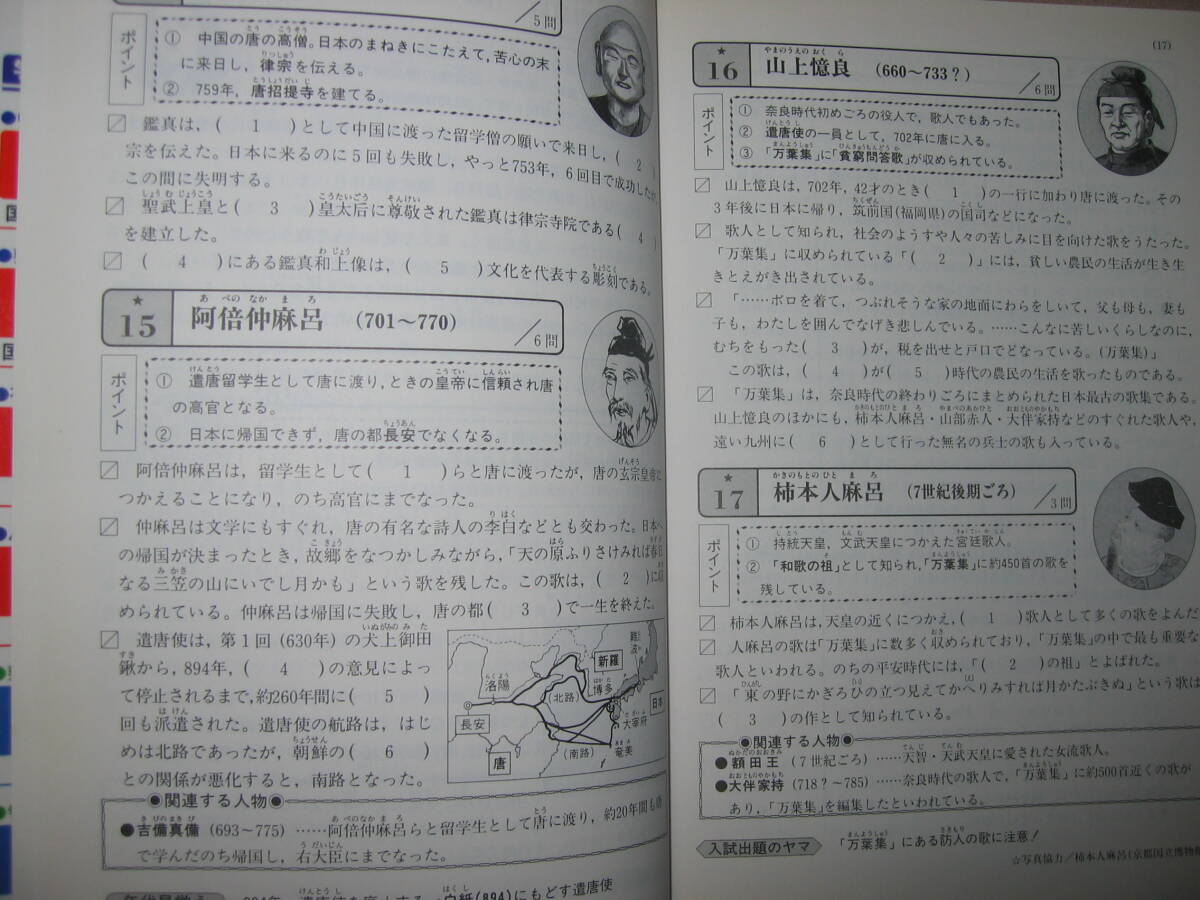 /5問
ポイント
① 中国の唐の高僧。日本のまねきにこたえて，苦心の末
に来日し，律宗を伝える。
② 759年，唐招提寺を建てる。
鑑真は，（ 1 ）として中国に渡った留学僧の願いで来日し，（ 2 ）
宗を伝えた。日本に来るのに5回も失敗し，やっと753年，6回目で成功したが
この間に失明する。
聖武上皇と（ 3 ）皇太后に尊敬された鑑真は律宗寺院である（ 4 ）
を建立した。
（ 4 ）にある鑑真和上像は，（ 5 ）文化を代表する彫刻である。
★
15 阿倍仲麻呂 (701～770)
/6問
ポイント
① 遣唐留学生として唐に渡り，ときの皇帝に信頼され唐
の高官となる。
② 日本に帰国できず，唐の都長安でなくなる。
阿倍仲麻呂は，留学生として（ 1 ）らと唐に渡ったが，唐の玄宗皇帝に
つかえることになり，のち高官にまでなった。
仲麻呂は文学にもすぐれ，唐の有名な詩人の李白などとも交わった。日本へ
の帰国が決まったとき，故郷をなつかしみながら，「天の原ふりさけみれば春日
なる三笠の山にいでし月かも」という歌を残した。この歌は，（ 2 ）に収
められている。仲麻呂は帰国に失敗し，唐の都（ 3 ）で一生を終えた。
遣唐使は，第1回（630年）の犬上御田
鍬から，894年，（ 4 ）の意見によっ
て停止されるまで，約260年間に（ 5 ）
回も派遣された。遣唐使の航路は，はじ
めは北路であったが，朝鮮の（ 6 ）
との関係が悪化すると，南路となった。
洛陽
長安
唐
新羅
(北路)
(南路)
博多
大宰府
奄美
難波
日本
◉関連する人物◉
●吉備真備（693～775）……阿倍仲麻呂らと留学生として唐に渡り，約20年間も唐
で学んだのち帰国し，右大臣にまでなった。
白紙(894)にもどす遣唐使
(17)
★
16 山上憶良 (660～733？)
/6問
ポイント
① 奈良時代初めごろの役人で，歌人でもあった。
② 遣唐使の一員として，702年に唐に入る。
③ 「万葉集」に「貧窮問答歌」が収められている。
山上憶良は，702年，42才のとき（ 1 ）の一行に加わり唐に渡った。その
3年後に日本に帰り，筑前国(福岡県)の国司などになった。
歌人として知られ，社会のようすや人々の苦しみに目を向けた歌をうたった。
「万葉集」に収められている「（ 2 ）」には，貧しい農民の生活が生き生
きとえがき出されている。
「……ボロを着て，つぶれそうな家の地面にわらをしいて，父も母も，妻も
子も，わたしを囲んでなげき悲しんでいる。……こんなに苦しいくらしなのに，
むちをもった（ 3 ）が，税を出せと戸口でどなっている。(万葉集)」
この歌は，（ 4 ）が（ 5 ）時代の農民の生活を歌ったものである。
「万葉集」は，奈良時代の終わりごろにまとめられた日本最古の歌集である。
山上憶良のほかにも，柿本人麻呂・山部赤人・大伴家持などのすぐれた歌人や，
遠い九州に（ 6 ）として行った無名の兵士の歌も入っている。
★
17 柿本人麻呂 (7世紀後期ごろ)
/3問
ポイント
① 持統天皇，文武天皇につかえた宮廷歌人。
② 「和歌の祖」として知られ，「万葉集」に約450首の歌を
残している。
柿本人麻呂は，天皇の近くにつかえ，（ 1 ）歌人として多くの歌をよんだ
人麻呂の歌は「万葉集」に数多く収められており，「万葉集」の中で最も重要な
歌人といわれる。のちの平安時代には，「（ 2 ）の祖」とよばれた。
「東の野にかぎろひの立つ見えてかへりみすれば月かたぶきぬ」という歌は
（ 3 ）の作として知られている。
◉関連する人物◉
●額田王（7世紀ごろ）……天智・天武天皇に愛された女流歌人。
●大伴家持（718？～785）……奈良時代の歌人で，「万葉集」に約500首近くの歌が
あり，「万葉集」を編集したといわれている。
入試出題のヤマ 「万葉集」にある防人の歌に注意！
☆写真協力／柿本人麻呂(京都国立博物館